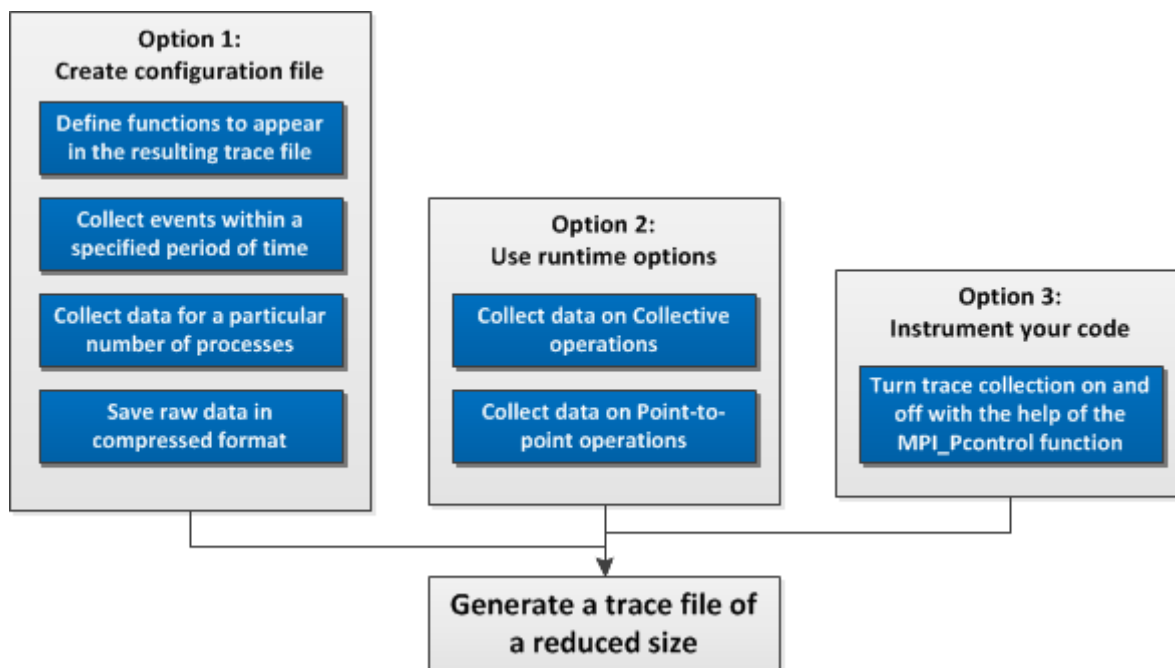 Option 1:
Create configuration file
Define functions to appear
in the resulting trace file
Collect events within a
specified period of time
Collect data for a particular
number of processes
Save raw data in
compressed format
Option 2:
Use runtime options
Collect data on Collective
operations
Collect data on Point-to-
point operations
Option 3:
Instrument your code
Turn trace collection on and
off with the help of the
MPI_Pcontrol function
Generate a trace file of
a reduced size